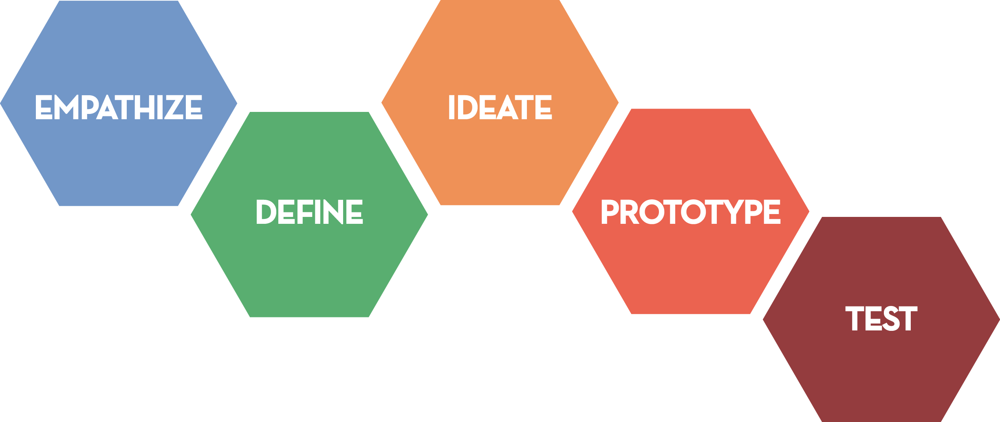 EMPATHIZE
DEFINE
IDEATE
PROTOTYPE
TEST